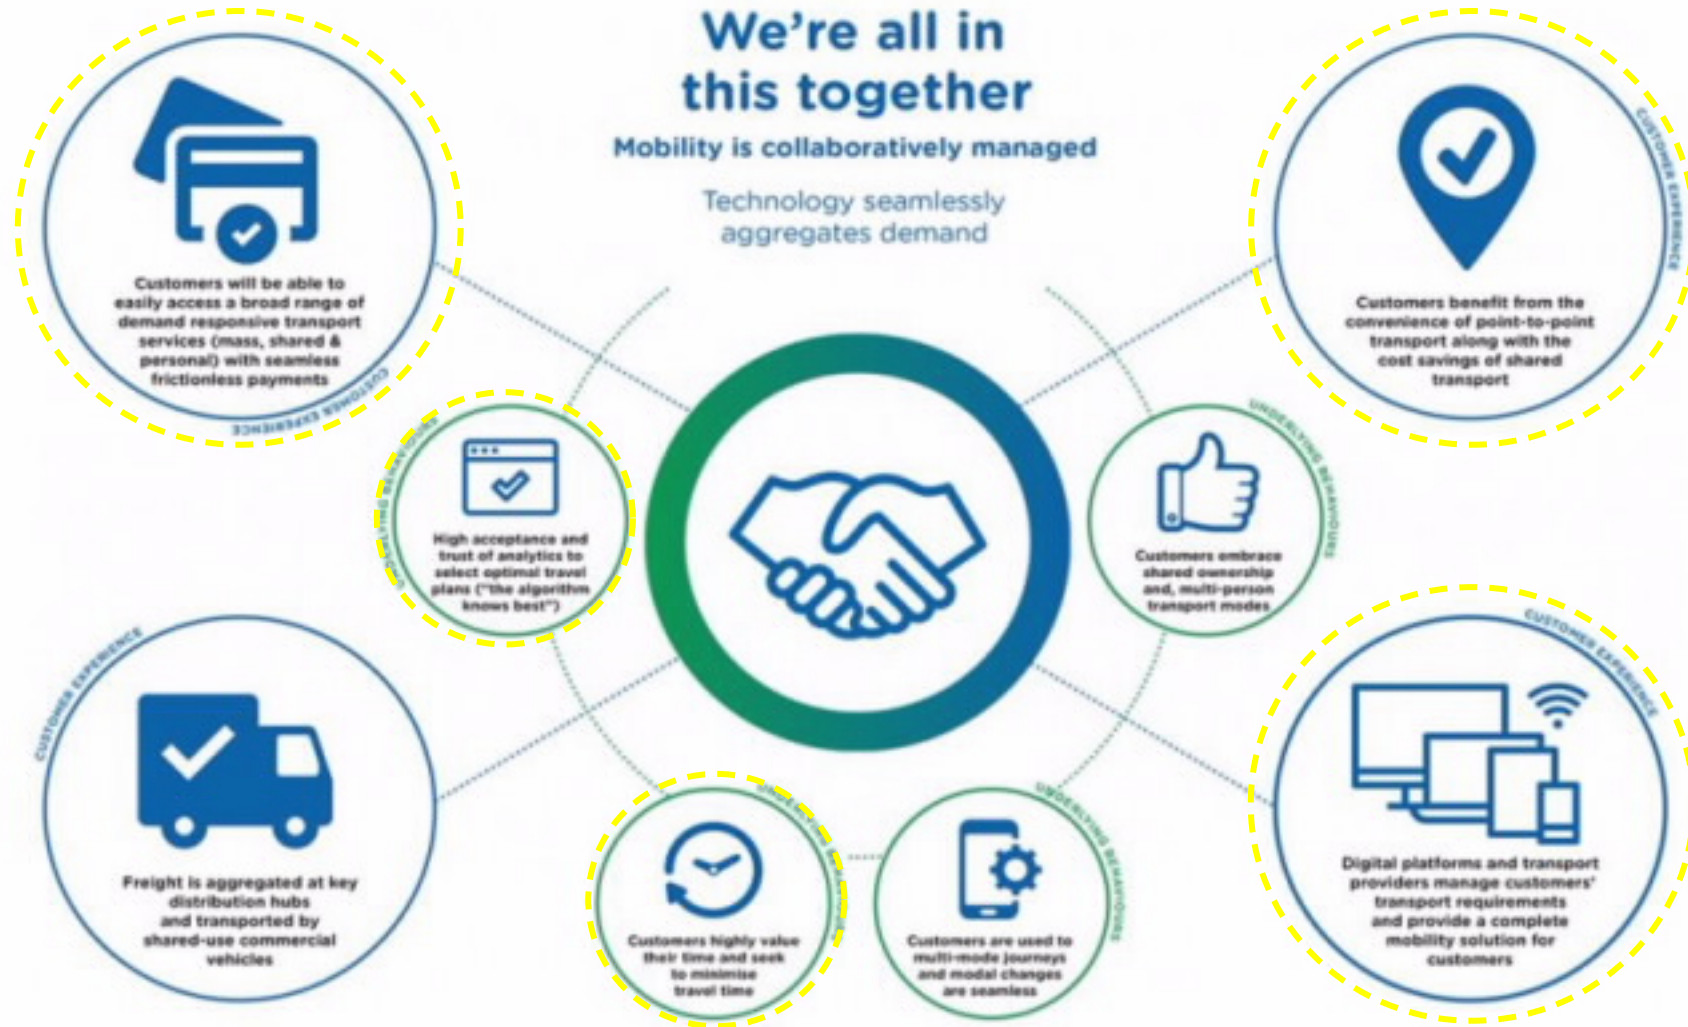 We're all in
this together
Mobility is collaboratively managed
Technology seamlessly
aggregates demand
Customers will be able to
easily access a broad range of
demand responsive transport
services (mass, shared &
personal) with seamless
frictionless payments
CUSTOMER EXPERIENCE
Customers benefit from the
convenience of point-to-point
transport along with the
cost savings of shared
transport
CUSTOMER EXPERIENCE
High acceptance and
trust of analytics to
select optimal travel
plans ("the algorithm
knows best")
UNDERLYING BEHAVIOURS
Customers embrace
shared ownership
and, multi-person
transport modes
UNDERLYING BEHAVIOURS
Freight is aggregated at key
distribution hubs
and transported by
shared-use commercial
vehicles
CUSTOMER EXPERIENCE
Customers highly value
their time and seek
to minimise
travel time
UNDERLYING BEHAVIOURS
Customers are used to
multi-mode journeys
and modal changes
are seamless
UNDERLYING BEHAVIOURS
Digital platforms and transport
providers manage customers'
transport requirements
and provide a complete
mobility solution for
customers
CUSTOMER EXPERIENCE